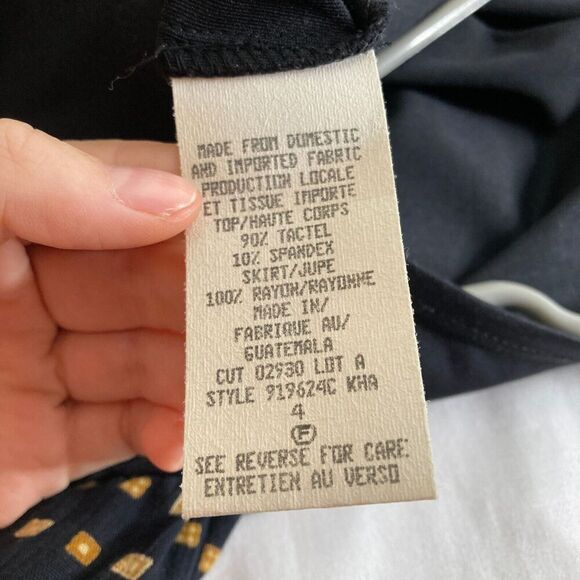 MADE FROM DOMESTIC
AND IMPORTED FABRIC
PRODUCTION LOCALE
ET TISSUE IMPORTE
TOP/HAUTE CORPS
90% TACTEL
10% SPANDEX
SKIRT/JUPE
100% RAYON/RAYONNE
MADE IN/
FABRIQUE AU/
GUATEMALA
CUT 02930 LOT A
STYLE 919624C KHA
4
F
SEE REVERSE FOR CARE
ENTRETIEN AU VERSO